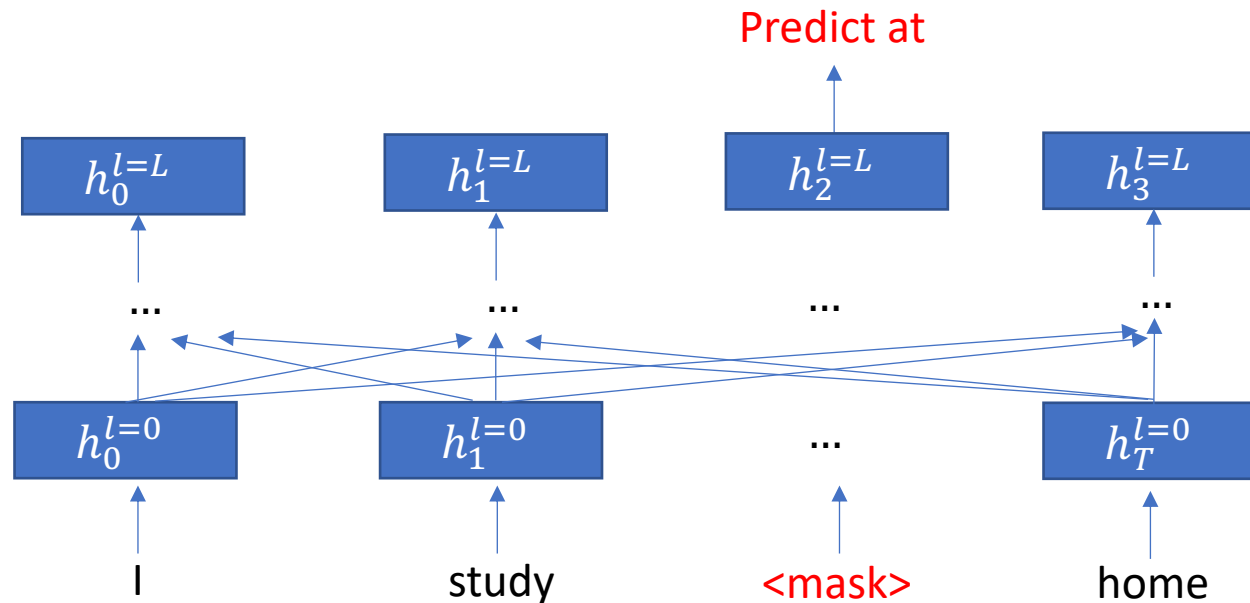 Predict at
$h_0^{l=L}$ $h_1^{l=L}$ $h_2^{l=L}$ $h_3^{l=L}$
... ... ... ...
$h_0^{l=0}$ $h_1^{l=0}$ ... $h_T^{l=0}$
I study <mask> home